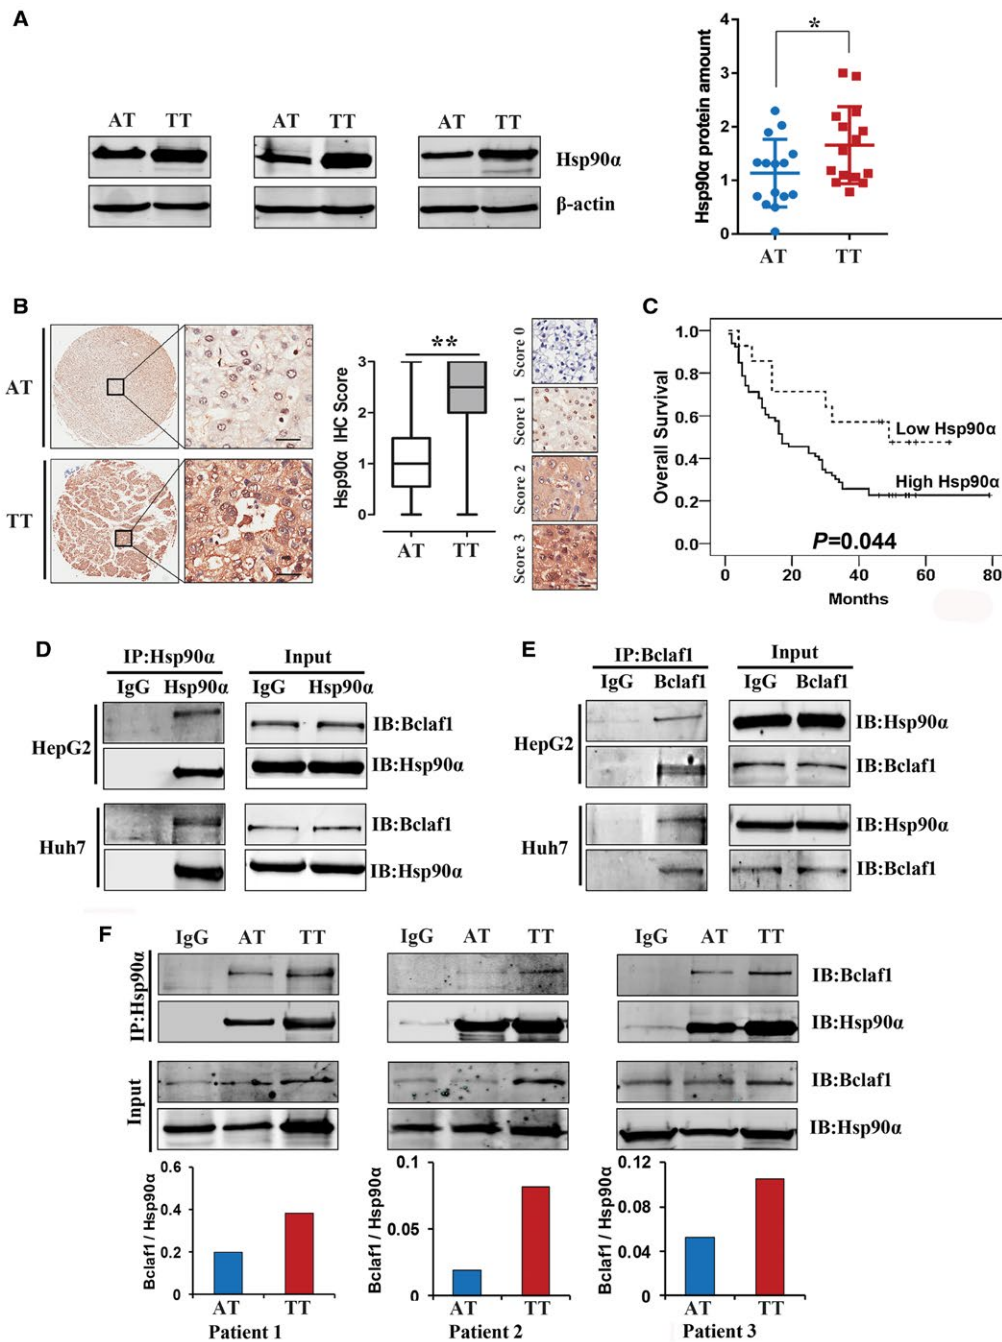 A
AT TT AT TT AT TT
Hsp90α
β-actin
Hsp90α protein amount
4
3
2
1
0
*
AT TT
B
AT
TT
Hsp90α IHC Score
3
2
1
0
**
AT TT
Score 0
Score 1
Score 2
Score 3
C
Overall Survival
1.0
0.8
0.6
0.4
0.2
0.0
Low Hsp90α
High Hsp90α
P=0.044
0 20 40 60 80
Months
D
IP:Hsp90α Input
IgG Hsp90α IgG Hsp90α
HepG2
IB:Bclaf1
IB:Hsp90α
Huh7
IB:Bclaf1
IB:Hsp90α
E
IP:Bclaf1 Input
IgG Bclaf1 IgG Bclaf1
HepG2
IB:Hsp90α
IB:Bclaf1
Huh7
IB:Hsp90α
IB:Bclaf1
F
IgG AT TT IgG AT TT IgG AT TT
IP:Hsp90α
IB:Bclaf1
IB:Hsp90α
Input
IB:Bclaf1
IB:Hsp90α
Bclaf1 / Hsp90α
0.6
0.4
0.2
0
AT TT
Patient 1
Bclaf1 / Hsp90α
0.1
0.05
0
AT TT
Patient 2
Bclaf1 / Hsp90α
0.12
0.08
0.04
0
AT TT
Patient 3